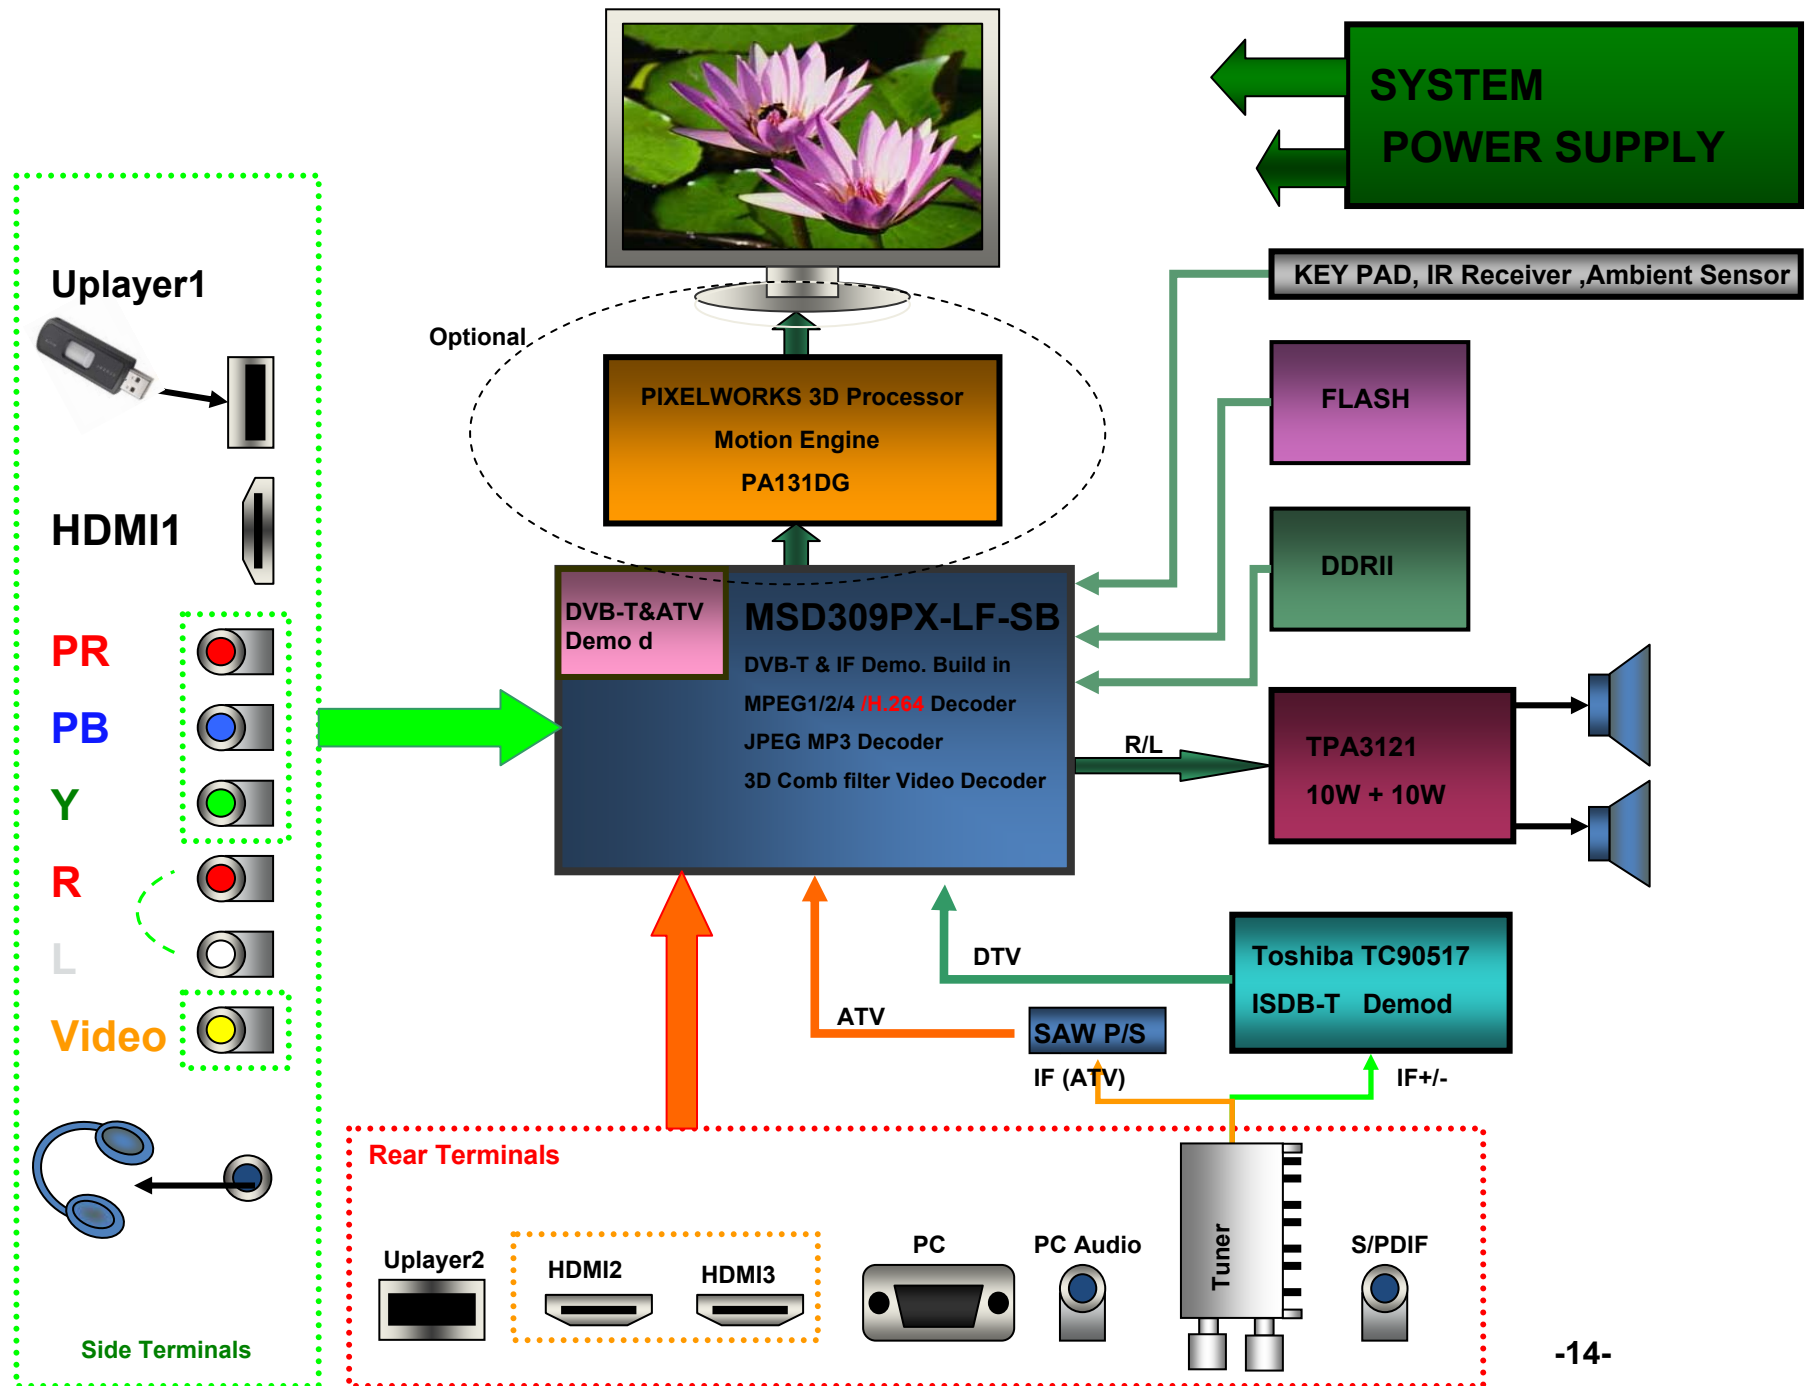 SYSTEM
POWER SUPPLY
Uplayer1
KEY PAD, IR Receiver ,Ambient Sensor
Optional
PIXELWORKS 3D Processor
Motion Engine
PA131DG
FLASH
HDMI1
DDRII
DVB-T&ATV
Demo d
MSD309PX-LF-SB
DVB-T & IF Demo. Build in
MPEG1/2/4 /H.264 Decoder
JPEG MP3 Decoder
3D Comb filter Video Decoder
PR
PB
Y
R
L
Video
R/L
TPA3121
10W + 10W
DTV
Toshiba TC90517
ISDB-T Demod
ATV
SAW P/S
IF (ATV)
IF+/-
Rear Terminals
Uplayer2
HDMI2
HDMI3
PC
PC Audio
Tuner
S/PDIF
Side Terminals
-14-